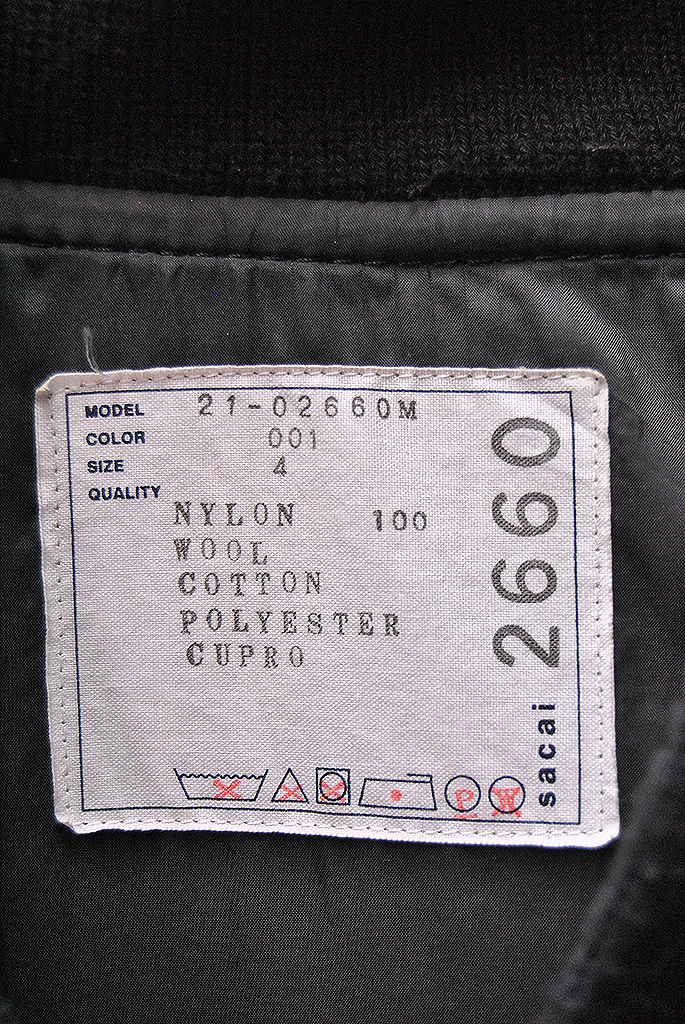 MODEL 21-02660M
COLOR 001
SIZE 4
QUALITY
NYLON 100
WOOL
COTTON
POLYESTER
CUPRO
2660
sacai
P W